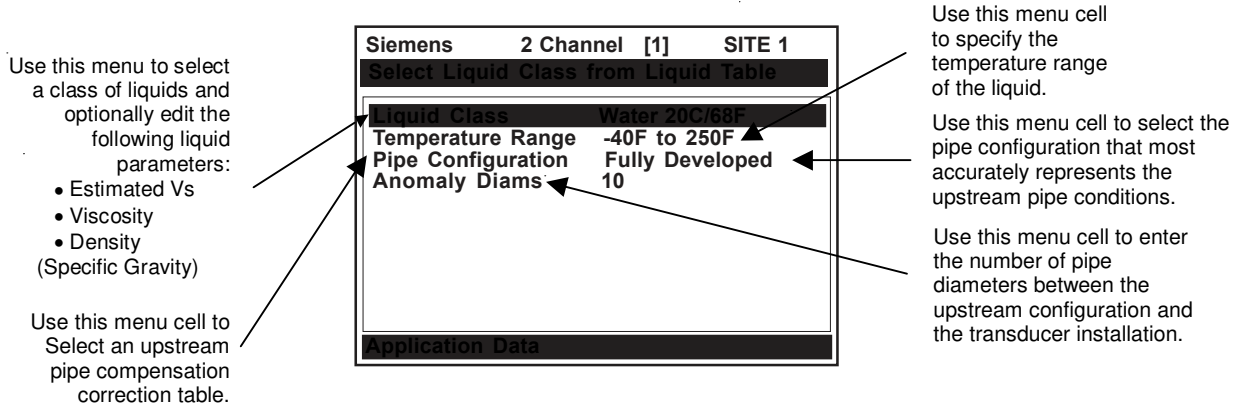 Use this menu to select
a class of liquids and
optionally edit the
following liquid
parameters:
• Estimated Vs
• Viscosity
• Density
(Specific Gravity)
Use this menu cell to
Select an upstream
pipe compensation
correction table.
Siemens 2 Channel [1] SITE 1
Select Liquid Class from Liquid Table
Liquid Class Water 20C/68F
Temperature Range -40F to 250F
Pipe Configuration Fully Developed
Anomaly Diams 10
Application Data
Use this menu cell
to specify the
temperature range
of the liquid.
Use this menu cell to select the
pipe configuration that most
accurately represents the
upstream pipe conditions.
Use this menu cell to enter
the number of pipe
diameters between the
upstream configuration and
the transducer installation.